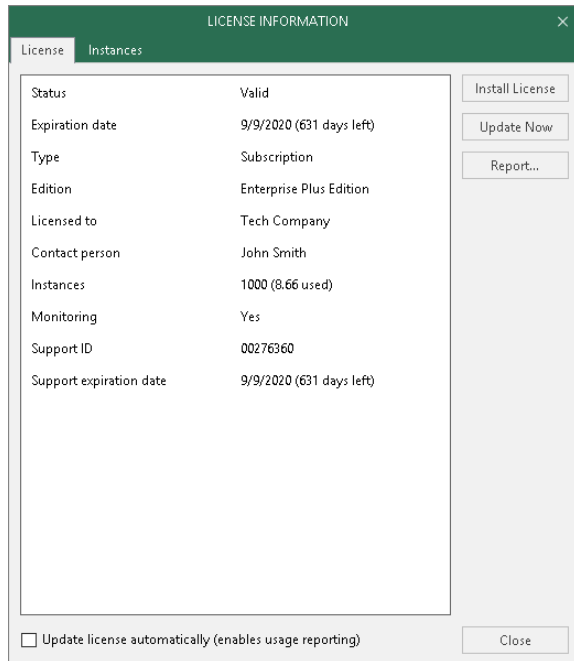 LICENSE INFORMATION
License Instances
Status Valid
Expiration date 9/9/2020 (631 days left)
Type Subscription
Edition Enterprise Plus Edition
Licensed to Tech Company
Contact person John Smith
Instances 1000 (8.66 used)
Monitoring Yes
Support ID 00276360
Support expiration date 9/9/2020 (631 days left)
Install License
Update Now
Report...
Update license automatically (enables usage reporting)
Close